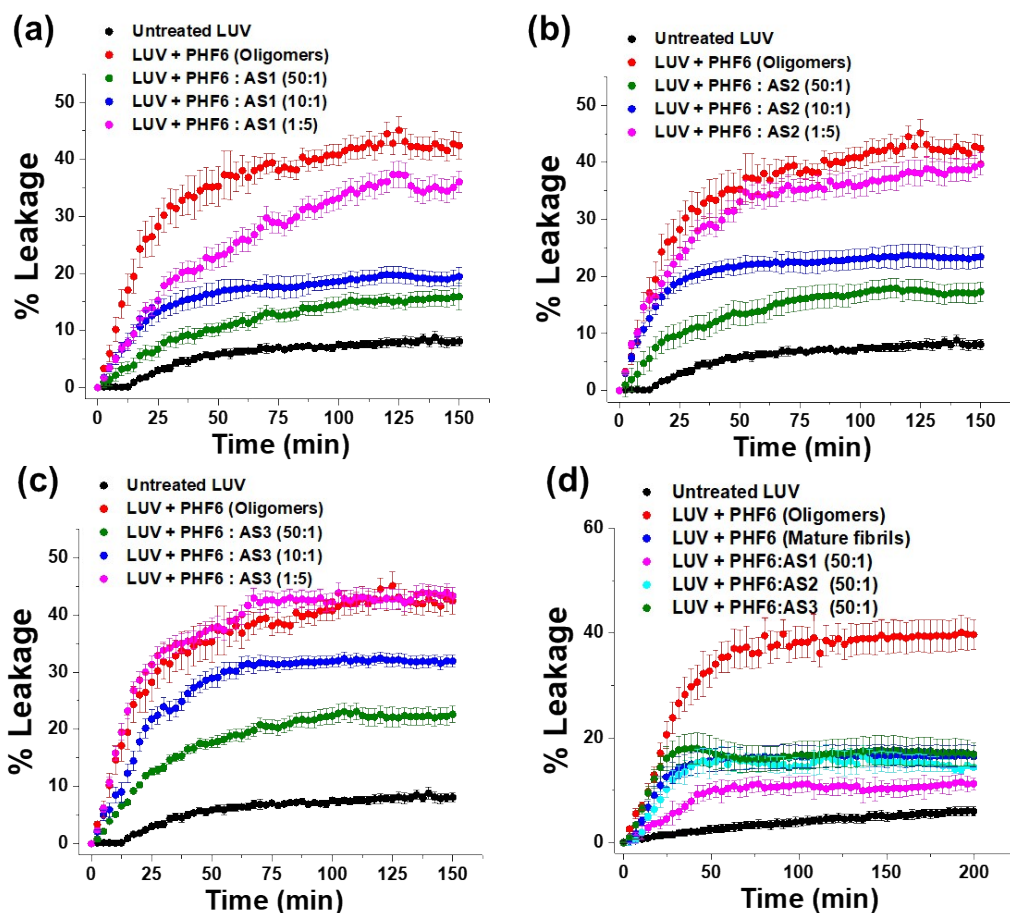 (a)
Untreated LUV
LUV + PHF6 (Oligomers)
LUV + PHF6 : AS1 (50:1)
LUV + PHF6 : AS1 (10:1)
LUV + PHF6 : AS1 (1:5)
50
40
30
20
10
0
% Leakage
0 25 50 75 100 125 150
Time (min)
(b)
Untreated LUV
LUV + PHF6 (Oligomers)
LUV + PHF6 : AS2 (50:1)
LUV + PHF6 : AS2 (10:1)
LUV + PHF6 : AS2 (1:5)
50
40
30
20
10
0
% Leakage
0 25 50 75 100 125 150
Time (min)
(c)
Untreated LUV
LUV + PHF6 (Oligomers)
LUV + PHF6 : AS3 (50:1)
LUV + PHF6 : AS3 (10:1)
LUV + PHF6 : AS3 (1:5)
50
40
30
20
10
0
% Leakage
0 25 50 75 100 125 150
Time (min)
(d)
Untreated LUV
LUV + PHF6 (Oligomers)
LUV + PHF6 (Mature fibrils)
LUV + PHF6:AS1 (50:1)
LUV + PHF6:AS2 (50:1)
LUV + PHF6:AS3 (50:1)
60
40
20
0
% Leakage
0 50 100 150 200
Time (min)